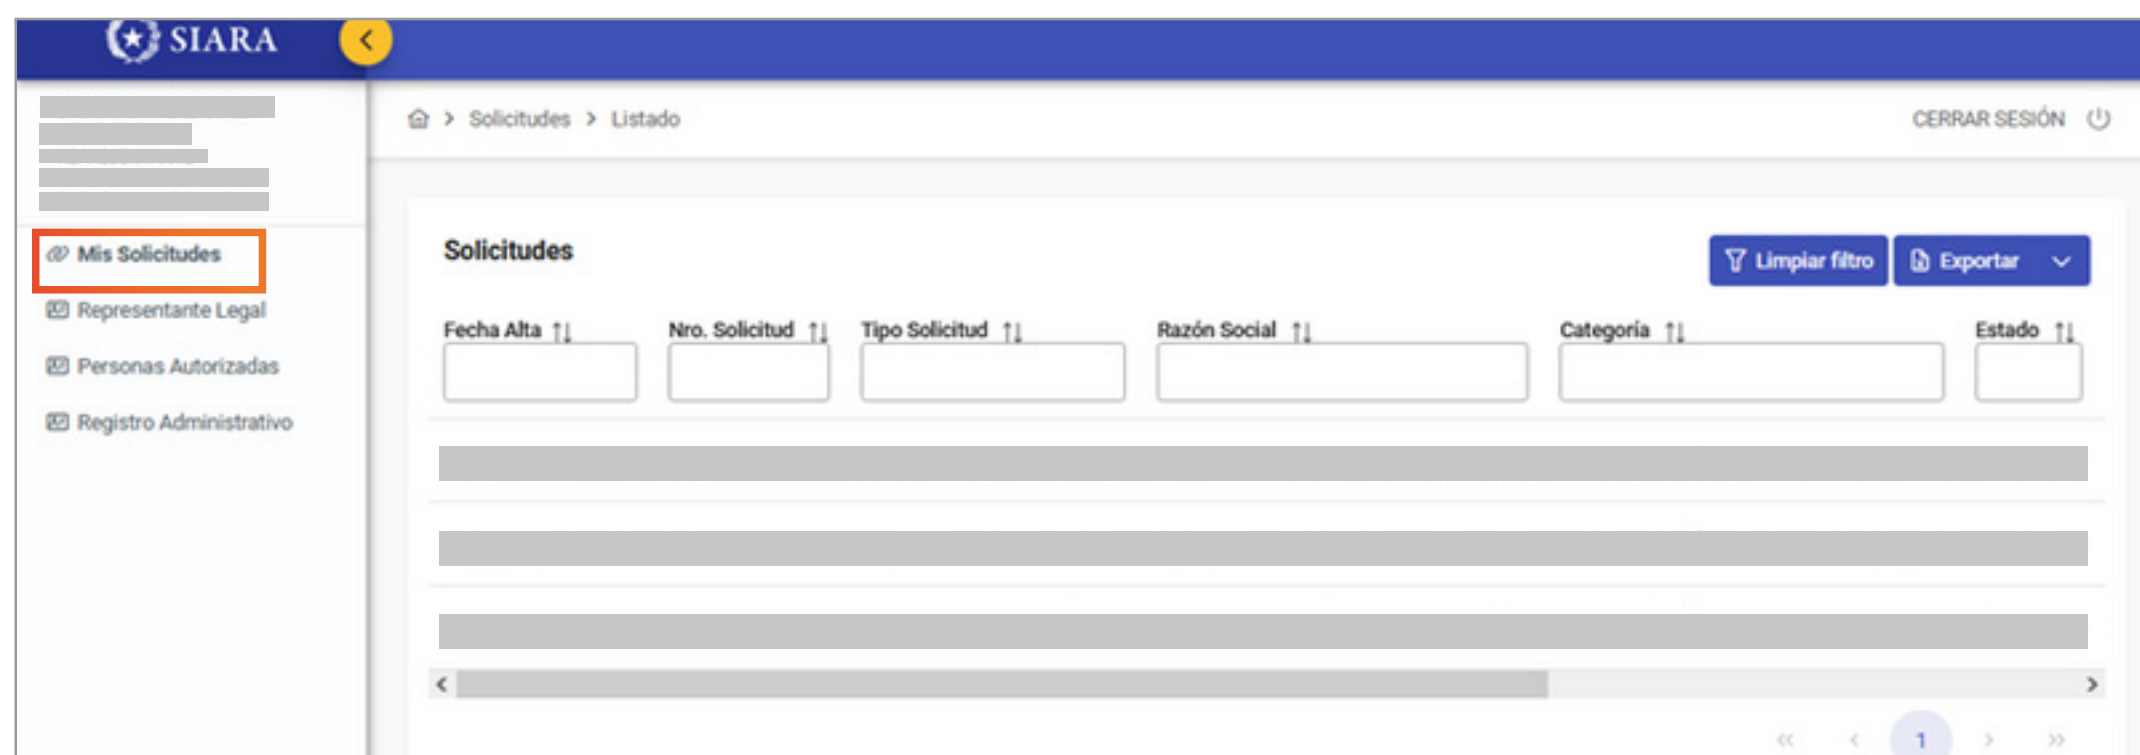 SIARA
Solicitudes > Listado
CERRAR SESIÓN
Mis Solicitudes
Representante Legal
Personas Autorizadas
Registro Administrativo
Solicitudes
Limpiar filtro
Exportar
Fecha Alta Nro. Solicitud Tipo Solicitud Razón Social Categoría Estado
1